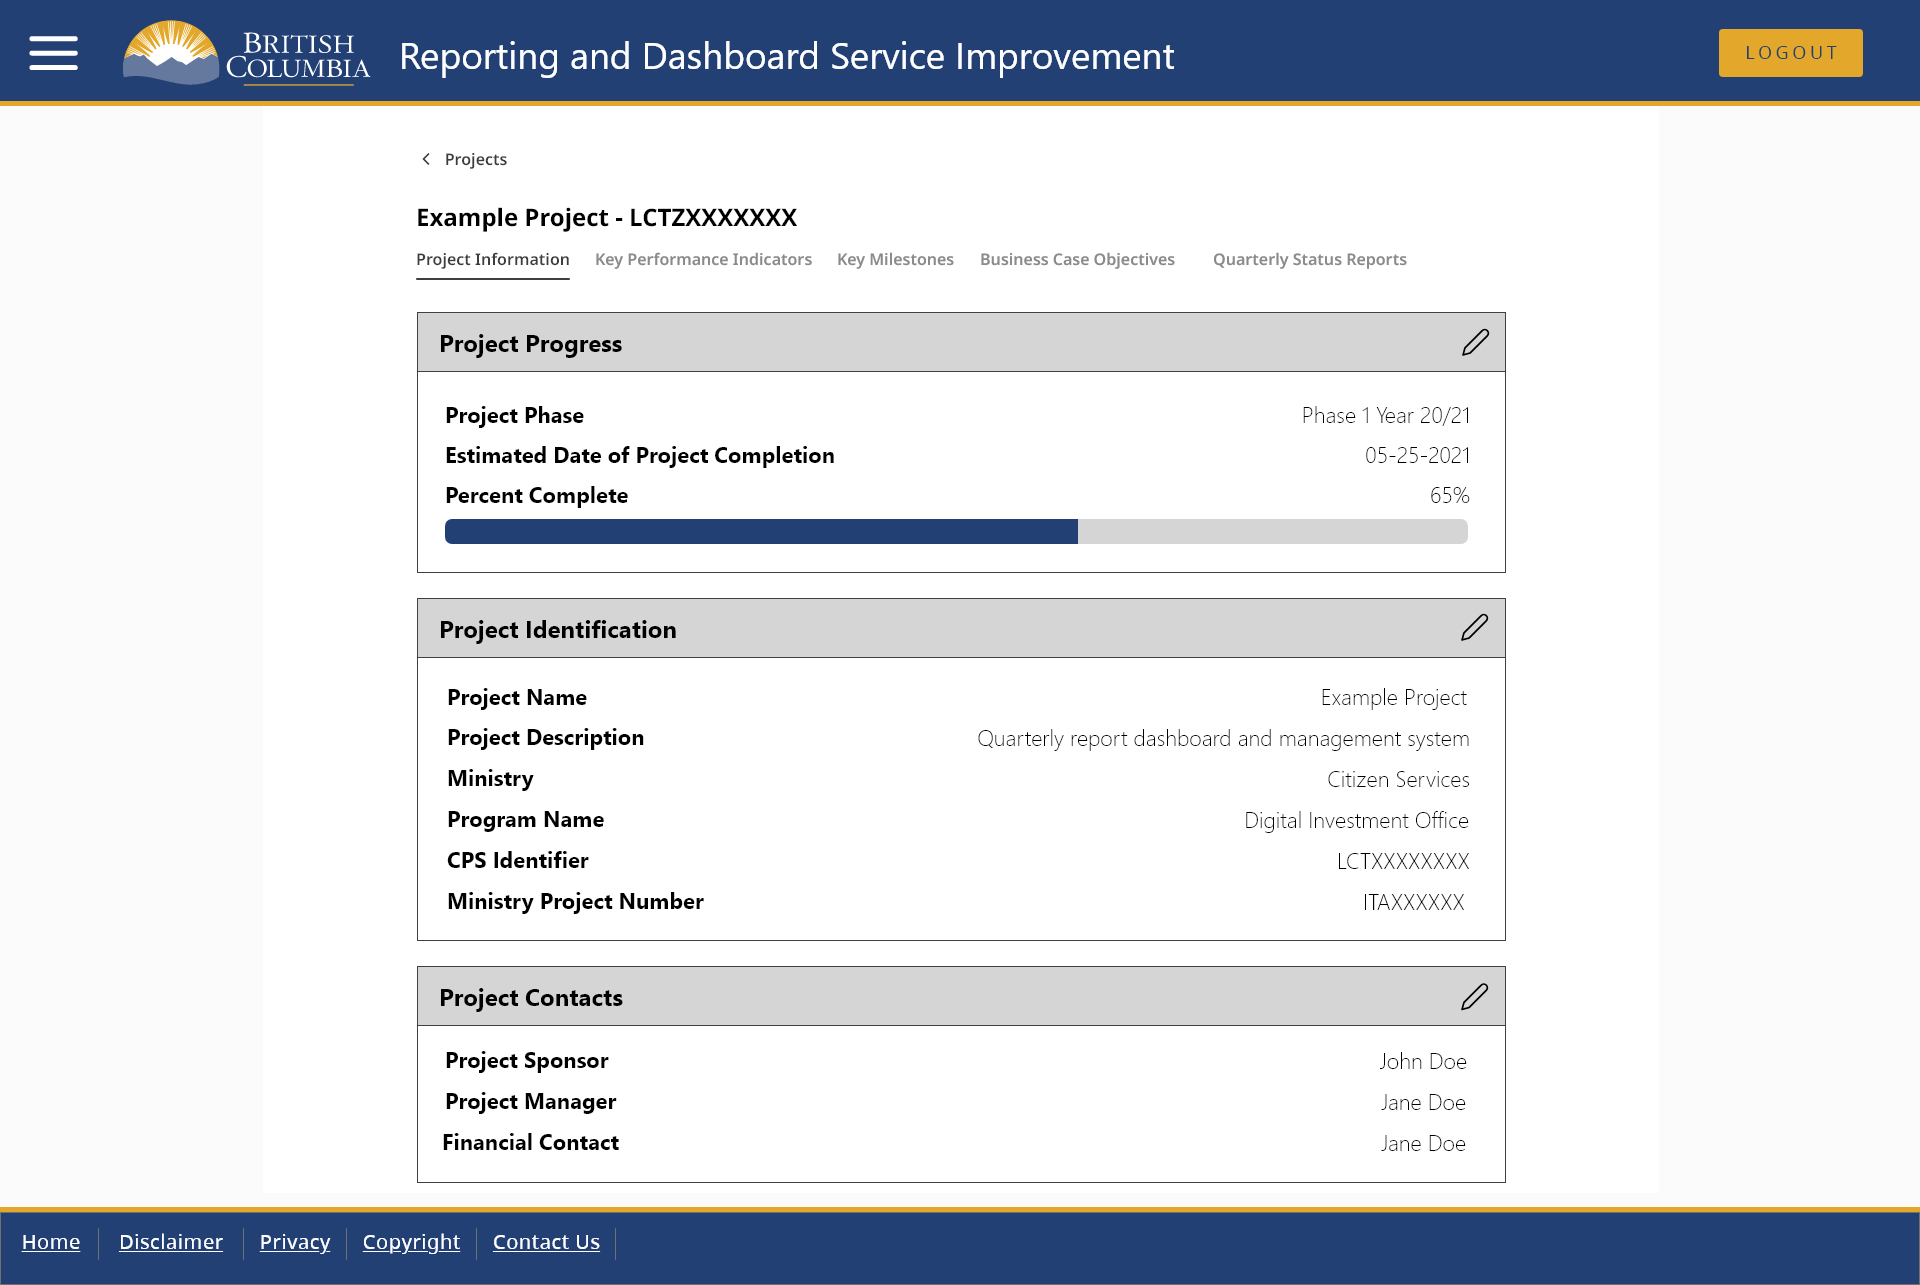 BRITISH
COLUMBIA
Reporting and Dashboard Service Improvement
LOGOUT
Projects
Example Project - LCTZXXXXXXX
Project Information Key Performance Indicators Key Milestones Business Case Objectives Quarterly Status Reports
Project Progress
Project Phase Phase 1 Year 20/21
Estimated Date of Project Completion 05-25-2021
Percent Complete 65%
Project Identification
Project Name Example Project
Project Description Quarterly report dashboard and management system
Ministry Citizen Services
Program Name Digital Investment Office
CPS Identifier LCTXXXXXXXX
Ministry Project Number ITAXXXXXX
Project Contacts
Project Sponsor John Doe
Project Manager Jane Doe
Financial Contact Jane Doe
Home Disclaimer Privacy Copyright Contact Us